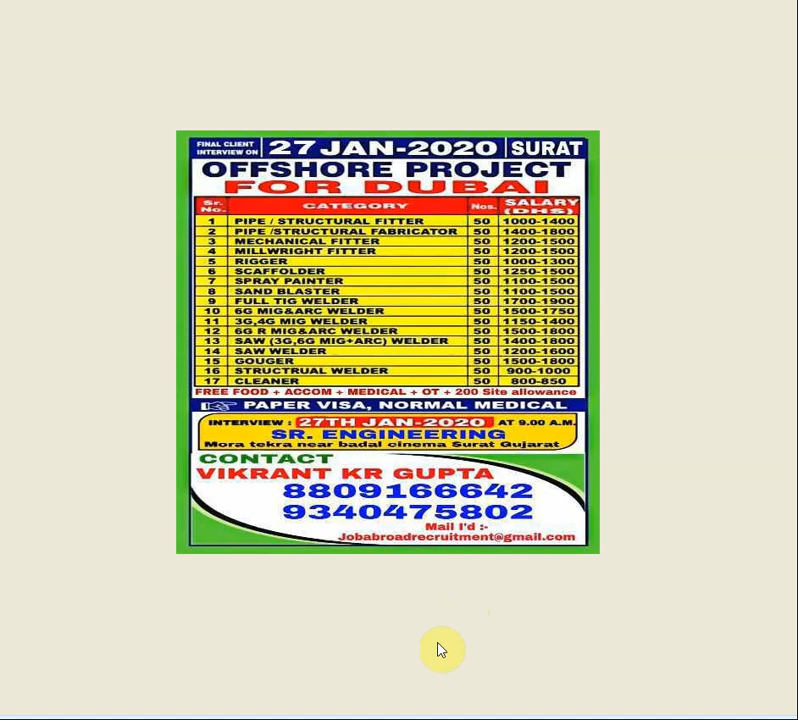 FINAL CLIENT INTERVIEW ON 27 JAN-2020 SURAT
OFFSHORE PROJECT
FOR DUBAI
Sr. No. CATEGORY Nos. SALARY (DHS)
1 PIPE / STRUCTURAL FITTER 50 1000-1400
2 PIPE /STRUCTURAL FABRICATOR 50 1400-1800
3 MECHANICAL FITTER 50 1200-1500
4 MILLWRIGHT FITTER 50 1200-1500
5 RIGGER 50 1000-1300
6 SCAFFOLDER 50 1250-1500
7 SPRAY PAINTER 50 1100-1500
8 SAND BLASTER 50 1100-1500
9 FULL TIG WELDER 50 1700-1900
10 6G MIG&ARC WELDER 50 1500-1750
11 3G,4G MIG WELDER 50 1150-1400
12 6G R MIG&ARC WELDER 50 1500-1800
13 SAW (3G,6G MIG+ARC) WELDER 50 1400-1800
14 SAW WELDER 50 1200-1600
15 GOUGER 50 1500-1800
16 STRUCTRUAL WELDER 50 900-1000
17 CLEANER 50 800-850
FREE FOOD + ACCOM + MEDICAL + OT + 200 Site allowance
PAPER VISA, NORMAL MEDICAL
INTERVIEW : 27TH JAN-2020 AT 9.00 A.M.
SR. ENGINEERING
Mora tekra near badal cinema Surat Gujarat
CONTACT
VIKRANT KR GUPTA
8809166642
9340475802
Mail I'd :-
Jobabroadrecruitment@gmail.com